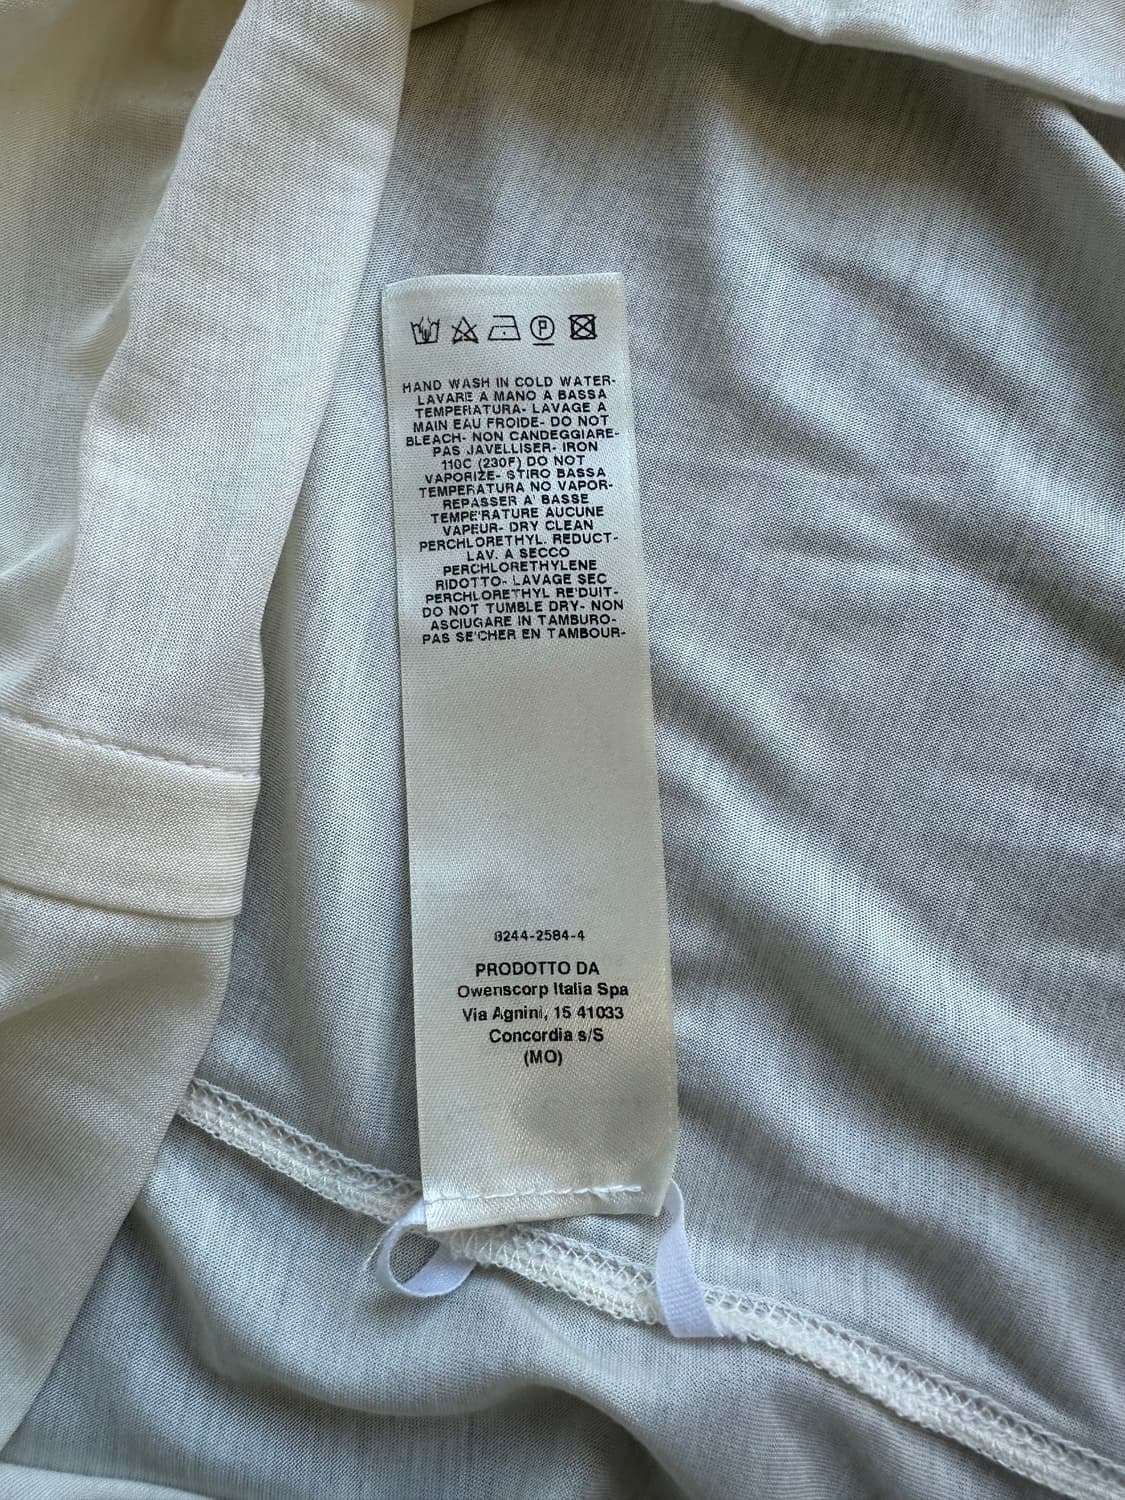 P
HAND WASH IN COLD WATER-
LAVARE A MANO A BASSA
TEMPERATURA- LAVAGE A
MAIN EAU FROIDE- DO NOT
BLEACH- NON CANDEGGIARE-
PAS JAVELLISER- IRON
110C (230F) DO NOT
VAPORIZE- STIRO BASSA
TEMPERATURA NO VAPOR-
REPASSER A' BASSE
TEMPE'RATURE AUCUNE
VAPEUR- DRY CLEAN
PERCHLORETHYL. REDUCT-
LAV. A SECCO
PERCHLORETHYLENE
RIDOTTO- LAVAGE SEC
PERCHLORETHYL RE'DUIT-
DO NOT TUMBLE DRY- NON
ASCIUGARE IN TAMBURO-
PAS SE'CHER EN TAMBOUR-
8244-2584-4
PRODOTTO DA
Owenscorp Italia Spa
Via Agnini, 15 41033
Concordia s/S
(MO)